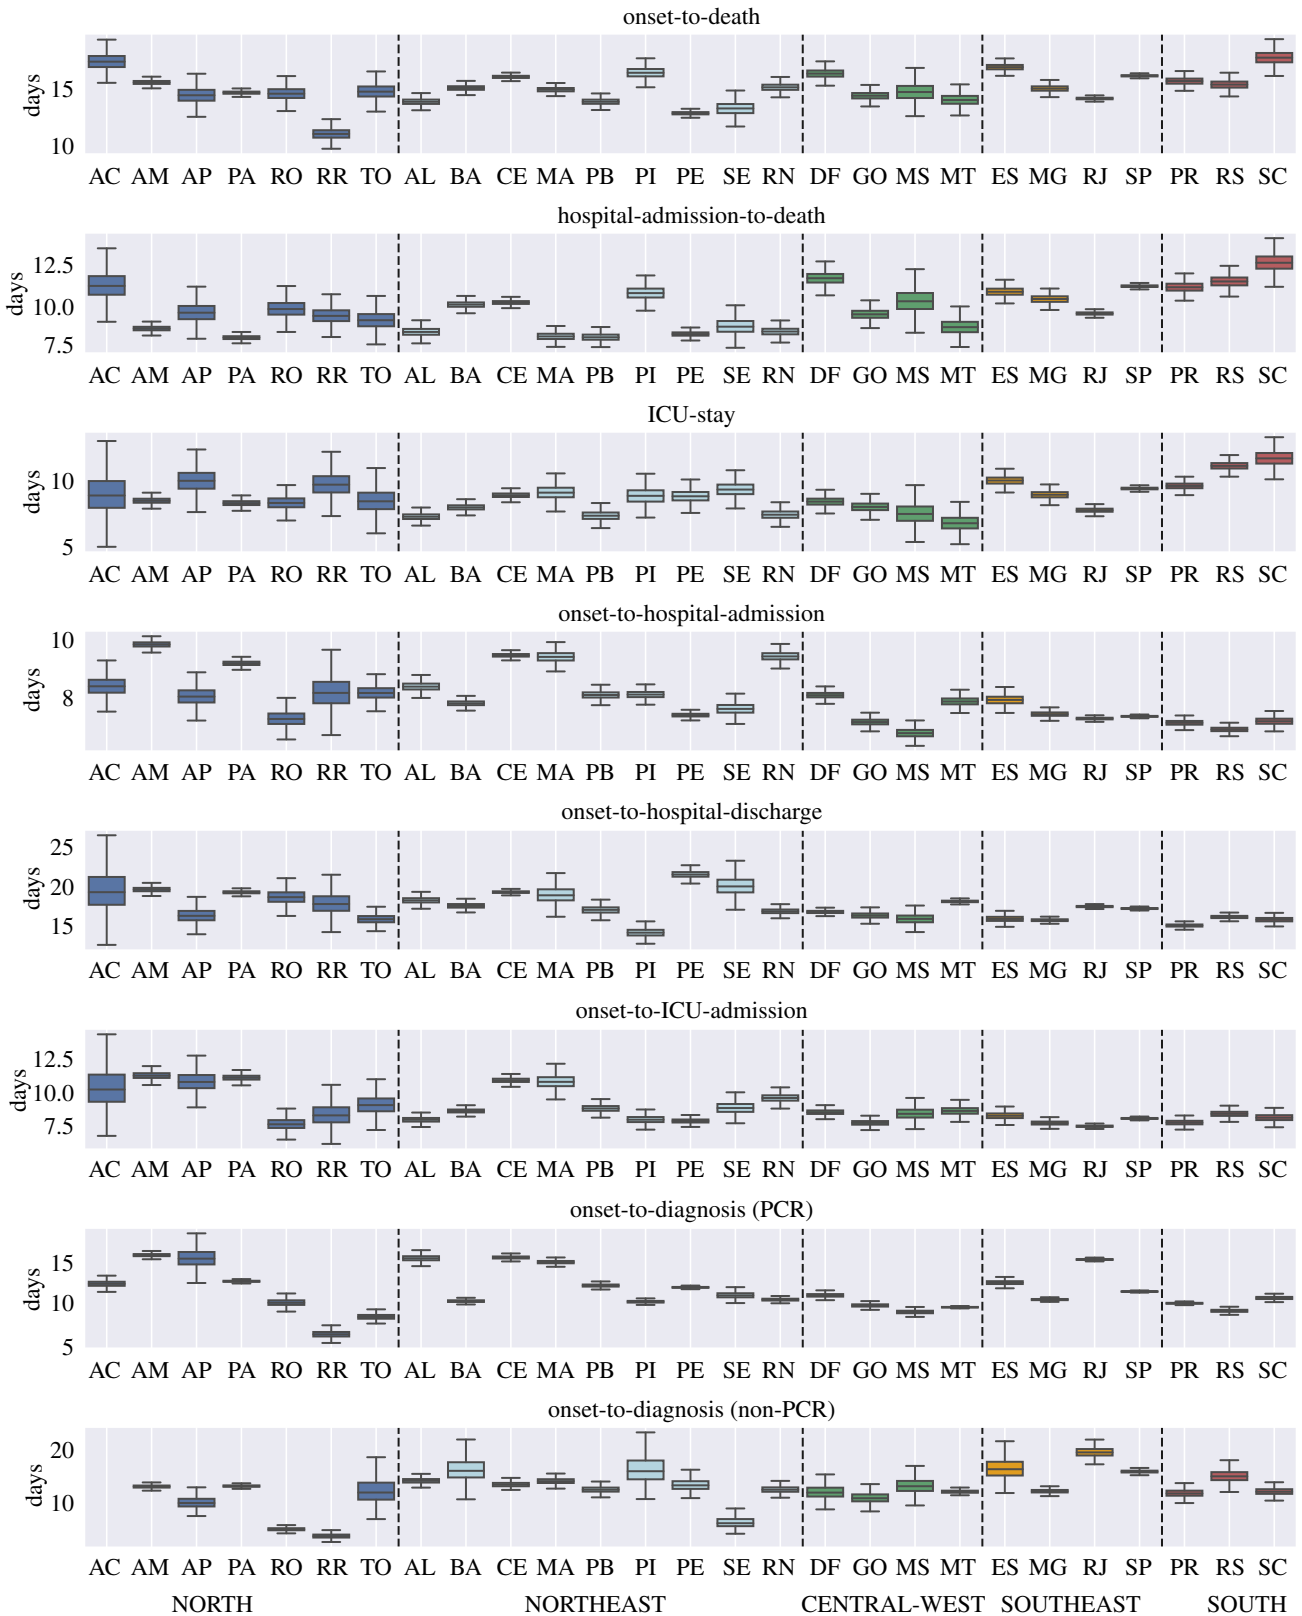 onset-to-death
days
15
10
AC AM AP PA RO RR TO AL BA CE MA PB PI PE SE RN DF GO MS MT ES MG RJ SP PR RS SC
hospital-admission-to-death
days
12.5
10.0
7.5
AC AM AP PA RO RR TO AL BA CE MA PB PI PE SE RN DF GO MS MT ES MG RJ SP PR RS SC
ICU-stay
days
10
5
AC AM AP PA RO RR TO AL BA CE MA PB PI PE SE RN DF GO MS MT ES MG RJ SP PR RS SC
onset-to-hospital-admission
days
10
8
AC AM AP PA RO RR TO AL BA CE MA PB PI PE SE RN DF GO MS MT ES MG RJ SP PR RS SC
onset-to-hospital-discharge
days
25
20
15
AC AM AP PA RO RR TO AL BA CE MA PB PI PE SE RN DF GO MS MT ES MG RJ SP PR RS SC
onset-to-ICU-admission
days
12.5
10.0
7.5
AC AM AP PA RO RR TO AL BA CE MA PB PI PE SE RN DF GO MS MT ES MG RJ SP PR RS SC
onset-to-diagnosis (PCR)
days
15
10
5
AC AM AP PA RO RR TO AL BA CE MA PB PI PE SE RN DF GO MS MT ES MG RJ SP PR RS SC
onset-to-diagnosis (non-PCR)
days
20
10
AC AM AP PA RO RR TO AL BA CE MA PB PI PE SE RN DF GO MS MT ES MG RJ SP PR RS SC
NORTH NORTHEAST CENTRAL-WEST SOUTHEAST SOUTH